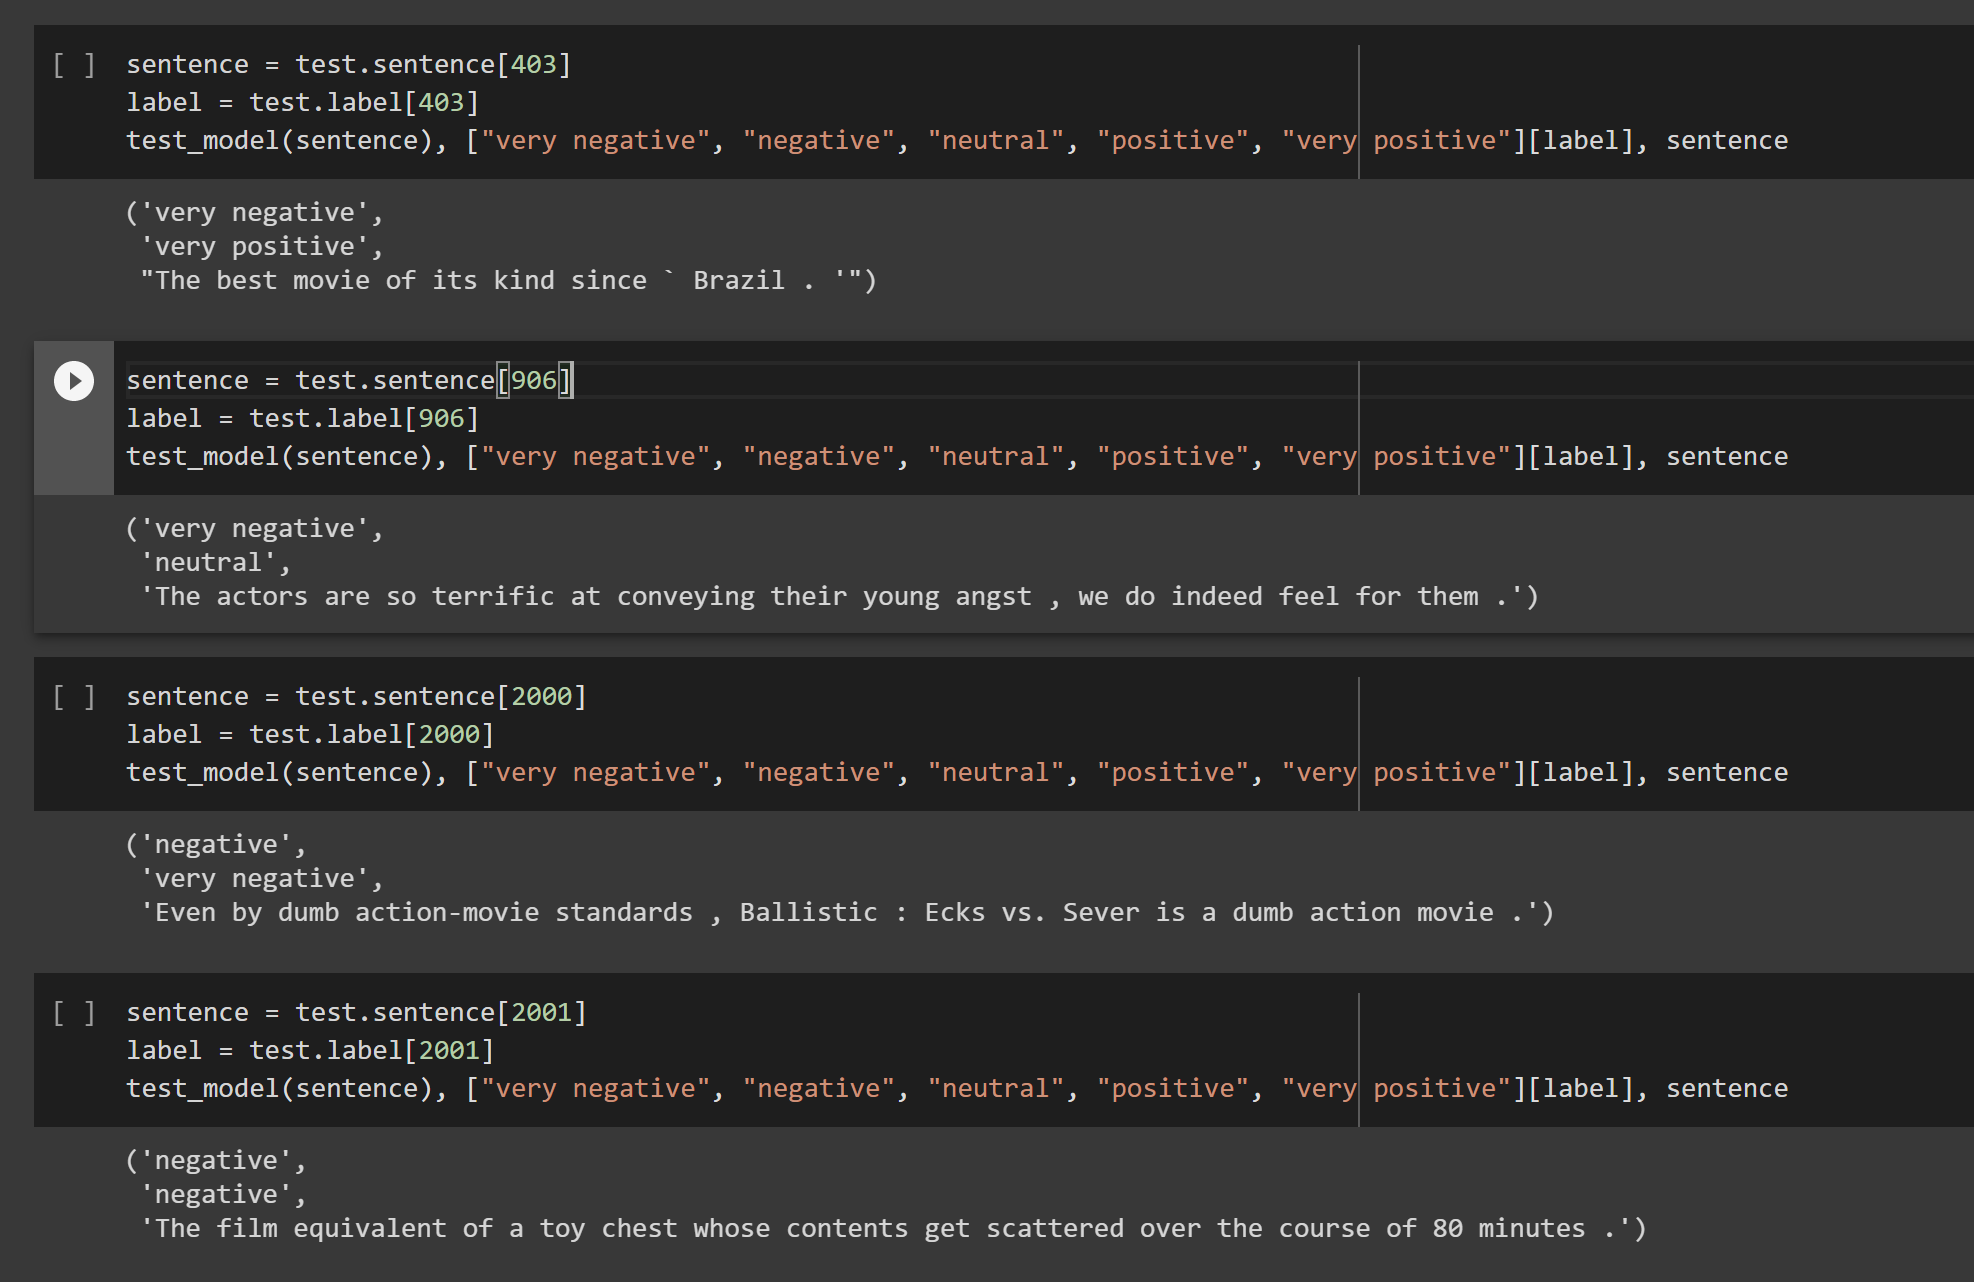 [ ] sentence = test.sentence[403]
label = test.label[403]
test_model(sentence), ["very negative", "negative", "neutral", "positive", "very positive"][label], sentence
('very negative',
'very positive',
"The best movie of its kind since ` Brazil . '")
sentence = test.sentence[906]
label = test.label[906]
test_model(sentence), ["very negative", "negative", "neutral", "positive", "very positive"][label], sentence
('very negative',
'neutral',
'The actors are so terrific at conveying their young angst , we do indeed feel for them .')
[ ] sentence = test.sentence[2000]
label = test.label[2000]
test_model(sentence), ["very negative", "negative", "neutral", "positive", "very positive"][label], sentence
('negative',
'very negative',
'Even by dumb action-movie standards , Ballistic : Ecks vs. Sever is a dumb action movie .')
[ ] sentence = test.sentence[2001]
label = test.label[2001]
test_model(sentence), ["very negative", "negative", "neutral", "positive", "very positive"][label], sentence
('negative',
'negative',
'The film equivalent of a toy chest whose contents get scattered over the course of 80 minutes .')